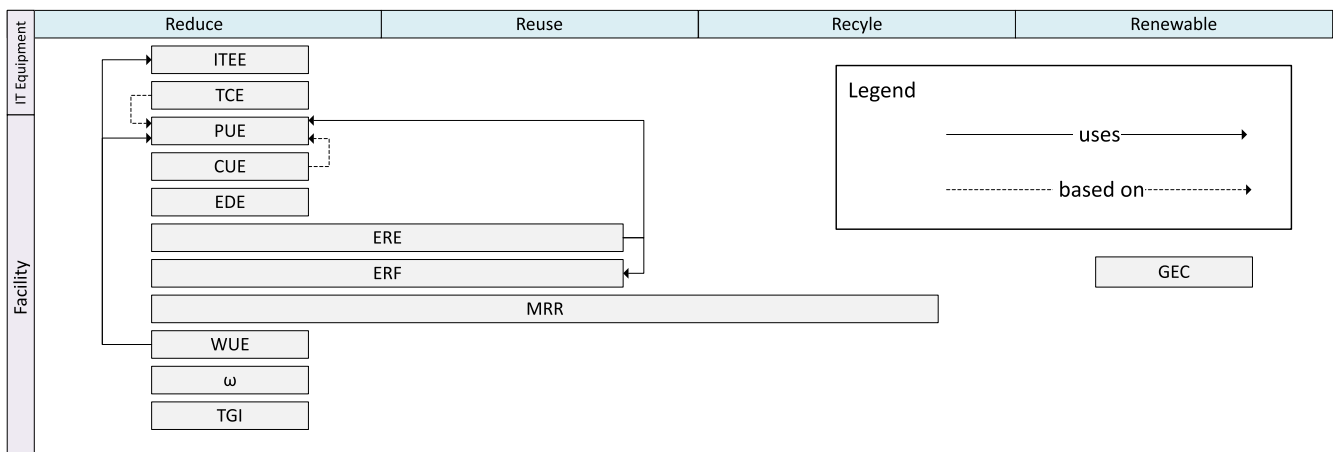 Reduce
Reuse
Recyle
Renewable
IT Equipment
Facility
ITEE
TCE
PUE
CUE
EDE
ERE
ERF
MRR
WUE
ω
TGI
GEC
Legend
uses
based on